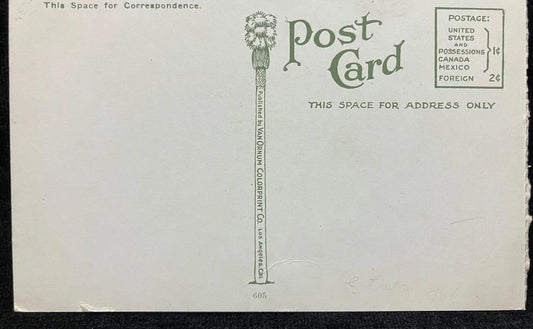 This Space for Correspondence.
Post
Card
POSTAGE:
UNITED
STATES
AND
POSSESSIONS
CANADA
MEXICO
1¢
FOREIGN 2¢
THIS SPACE FOR ADDRESS ONLY
Published by VAN ORNUM COLORPRINT CO. LOS ANGELES, CAL.
605